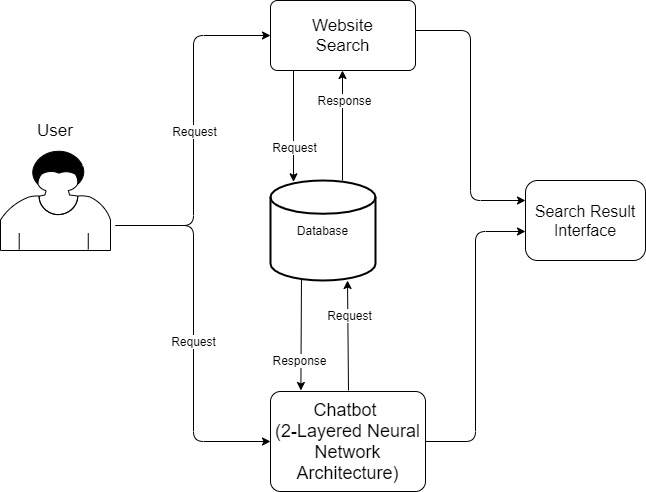 Website
Search
Response
User
Request
Request
Search Result
Interface
Database
Request
Request
Response
Chatbot
(2-Layered Neural
Network
Architecture)